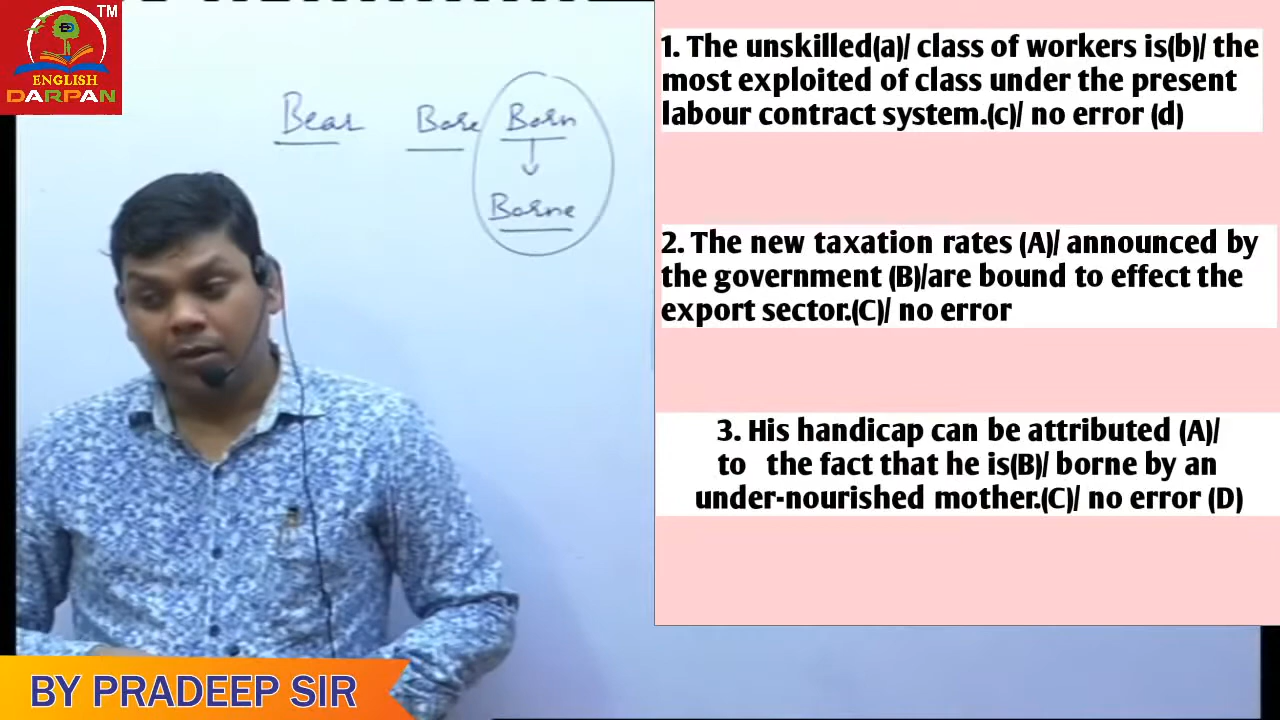 TM
ENGLISH
DARPAN
Bear Bore Born
Borne
1. The unskilled(a)/ class of workers is(b)/ the
most exploited of class under the present
labour contract system.(c)/ no error (d)
2. The new taxation rates (A)/ announced by
the government (B)/are bound to effect the
export sector.(C)/ no error
3. His handicap can be attributed (A)/
to the fact that he is(B)/ borne by an
under-nourished mother.(C)/ no error (D)
BY PRADEEP SIR